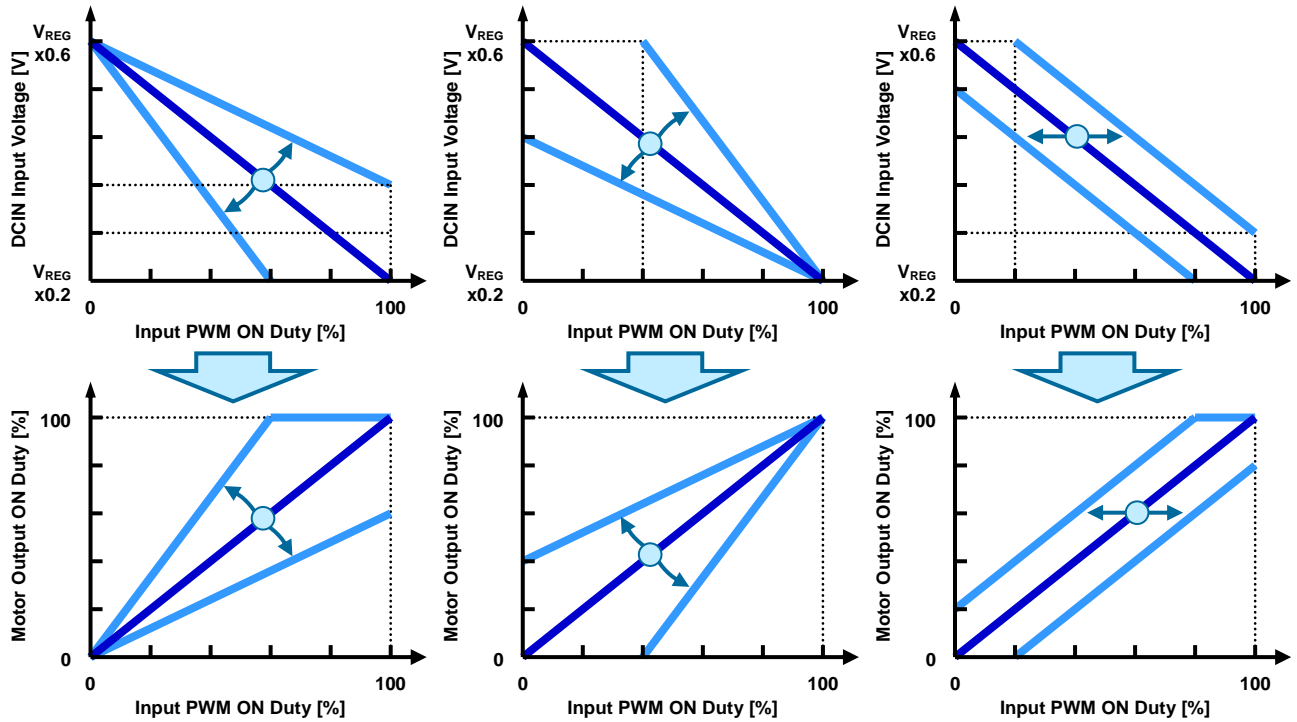 VREG
x0.6
DCIN Input Voltage [V]
VREG
x0.2
0
100
Input PWM ON Duty [%]
VREG
x0.6
DCIN Input Voltage [V]
VREG
x0.2
0
100
Input PWM ON Duty [%]
VREG
x0.6
DCIN Input Voltage [V]
VREG
x0.2
0
100
Input PWM ON Duty [%]
100
Motor Output ON Duty [%]
0
0
100
Input PWM ON Duty [%]
100
Motor Output ON Duty [%]
0
0
100
Input PWM ON Duty [%]
100
Motor Output ON Duty [%]
0
0
100
Input PWM ON Duty [%]